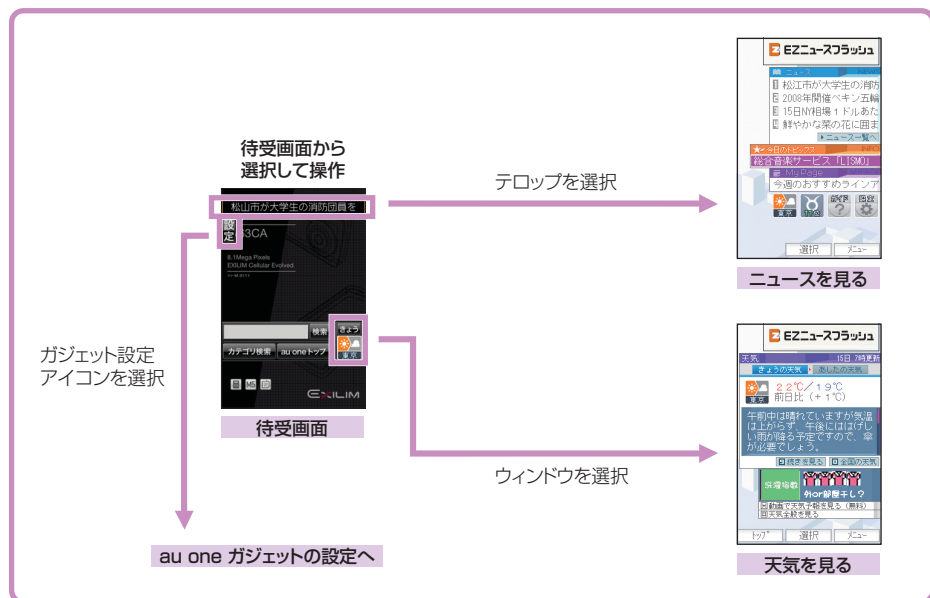 待受画面から
選択して操作
松山市が大学生の消防団員を
設定
63CA
8.1Mega Pixels
EXILIM Cellular Evolved.
検索
きょう
カテゴリ検索
au oneトップ
東京
EXILIM
待受画面
ガジェット設定
アイコンを選択
au one ガジェットの設定へ
テロップを選択
EZニュースフラッシュ
ニュース
松江市が大学生の消防
2008年開催ペキン五輪
15日NY相場1ドルあた
鮮やかな菜の花に囲ま
ニュース一覧へ
今日のトピックス
総合音楽サービス「LISMO」
My Page
今週のおすすめラインア
東京
選択
メニュー
ニュースを見る
ウィンドウを選択
EZニュースフラッシュ
天気
15日 7時更新
きょうの天気
あしたの天気
22℃/19℃
東京
前日比(+1℃)
午前中は晴れていますが気温
は上がらず、午後にははげし
い雨が降る予定ですので、傘
が必要でしょう。
続きを見る
全国の天気
洗濯指数
外or部屋干し?
動画で天気予報を見る(無料)
天気全般を見る
トップ
選択
メニュー
天気を見る